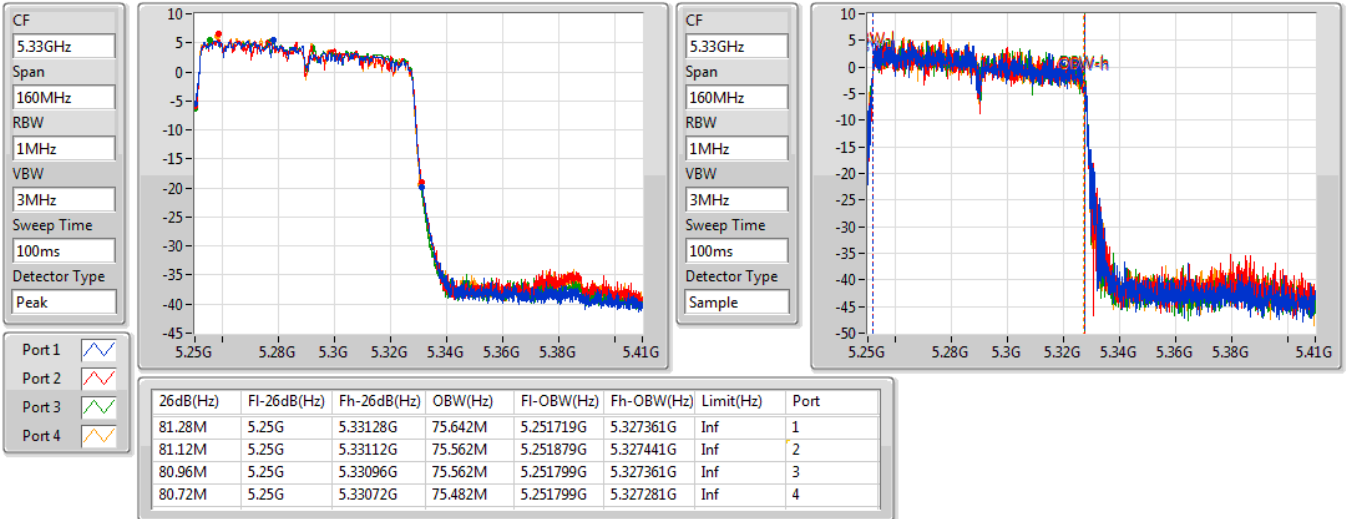 CF
5.33GHz
Span
160MHz
RBW
1MHz
VBW
3MHz
Sweep Time
100ms
Detector Type
Peak
10
5
0
-5
-10
-15
-20
-25
-30
-35
-40
-45
5.25G 5.28G 5.3G 5.32G 5.34G 5.36G 5.38G 5.41G
CF
5.33GHz
Span
160MHz
RBW
1MHz
VBW
3MHz
Sweep Time
100ms
Detector Type
Sample
10
5
0
-5
-10
-15
-20
-25
-30
-35
-40
-45
-50
OBW-h
5.25G 5.28G 5.3G 5.32G 5.34G 5.36G 5.38G 5.41G
Port 1
Port 2
Port 3
Port 4
26dB(Hz) Fl-26dB(Hz) Fh-26dB(Hz) OBW(Hz) Fl-OBW(Hz) Fh-OBW(Hz) Limit(Hz) Port
81.28M 5.25G 5.33128G 75.642M 5.251719G 5.327361G Inf 1
81.12M 5.25G 5.33112G 75.562M 5.251879G 5.327441G Inf 2
80.96M 5.25G 5.33096G 75.562M 5.251799G 5.327361G Inf 3
80.72M 5.25G 5.33072G 75.482M 5.251799G 5.327281G Inf 4